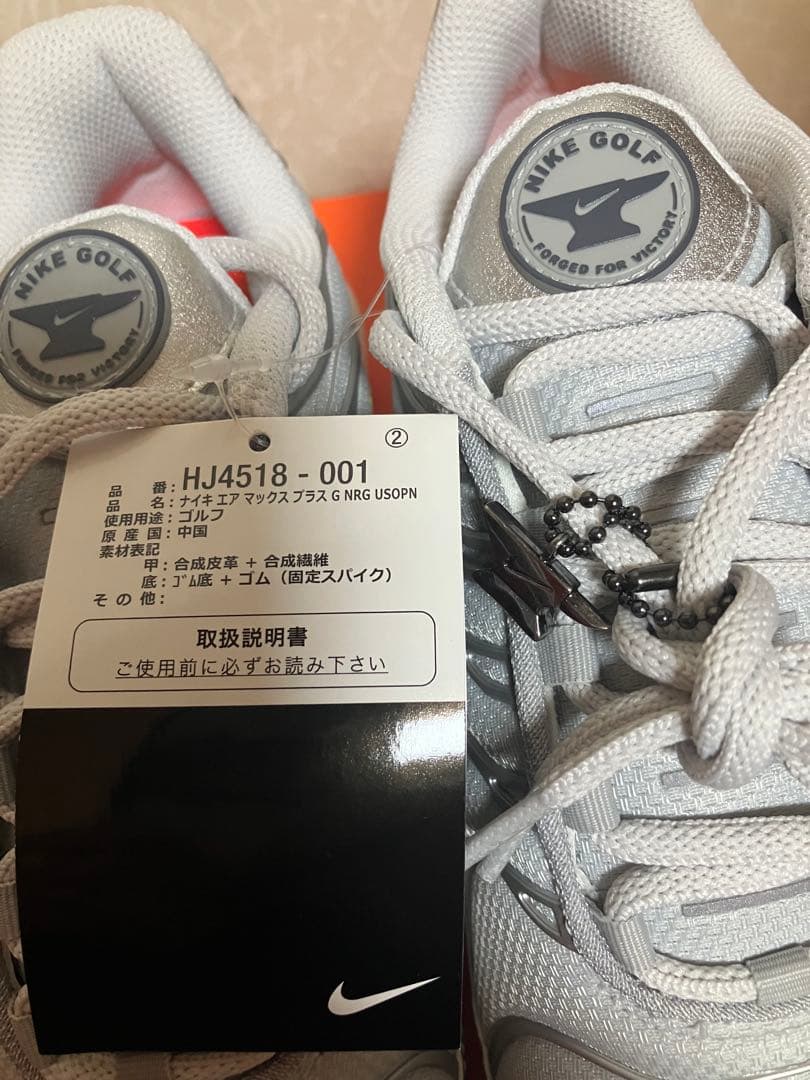 NIKE GOLF
FORGED FOR VICTORY
NIKE GOLF
FORGED FOR VICTORY
②
品 番 : HJ4518 - 001
品 名 : ナイキ エア マックス プラス G NRG USOPN
使用用途 : ゴルフ
原 産 国 : 中国
素材表記
甲 : 合成皮革 + 合成繊維
底 : ゴム底 + ゴム（固定スパイク）
そ の 他 :
取扱説明書
ご使用前に必ずお読み下さい